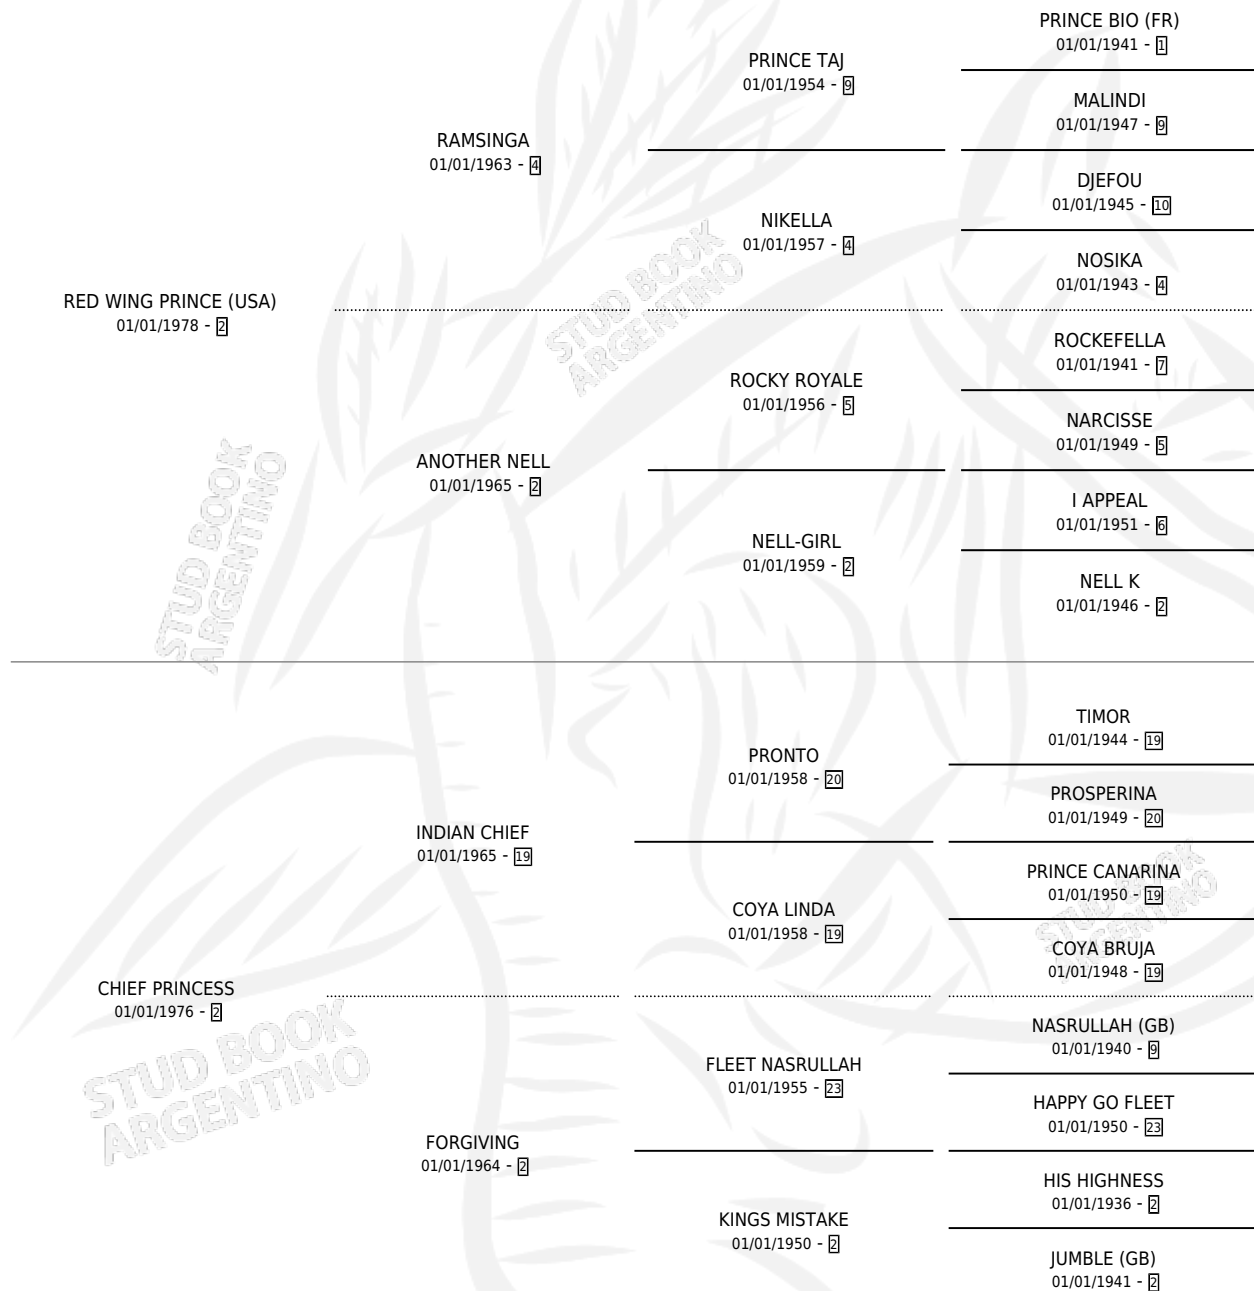 PRINCE BIO (FR)
01/01/1941 - 1
PRINCE TAJ
01/01/1954 - 9
MALINDI
01/01/1947 - 9
RAMSINGA
01/01/1963 - 4
DJEFOU
01/01/1945 - 10
NIKELLA
01/01/1957 - 4
NOSIKA
01/01/1943 - 4
RED WING PRINCE (USA)
01/01/1978 - 2
STUD BOOK
ARGENTINO
ROCKEFELLA
01/01/1941 - 7
ROCKY ROYALE
01/01/1956 - 5
NARCISSE
01/01/1949 - 5
ANOTHER NELL
01/01/1965 - 2
I APPEAL
01/01/1951 - 6
NELL-GIRL
01/01/1959 - 2
NELL K
01/01/1946 - 2
STUD BOOK
ARGENTINO
TIMOR
01/01/1944 - 19
PRONTO
01/01/1958 - 20
PROSPERINA
01/01/1949 - 20
INDIAN CHIEF
01/01/1965 - 19
PRINCE CANARINA
01/01/1950 - 19
COYA LINDA
01/01/1958 - 19
STUD BOOK
ARGENTINO
COYA BRUJA
01/01/1948 - 19
CHIEF PRINCESS
01/01/1976 - 2
STUD BOOK
ARGENTINO
NASRULLAH (GB)
01/01/1940 - 9
FLEET NASRULLAH
01/01/1955 - 23
HAPPY GO FLEET
01/01/1950 - 23
FORGIVING
01/01/1964 - 2
HIS HIGHNESS
01/01/1936 - 2
KINGS MISTAKE
01/01/1950 - 2
JUMBLE (GB)
01/01/1941 - 2